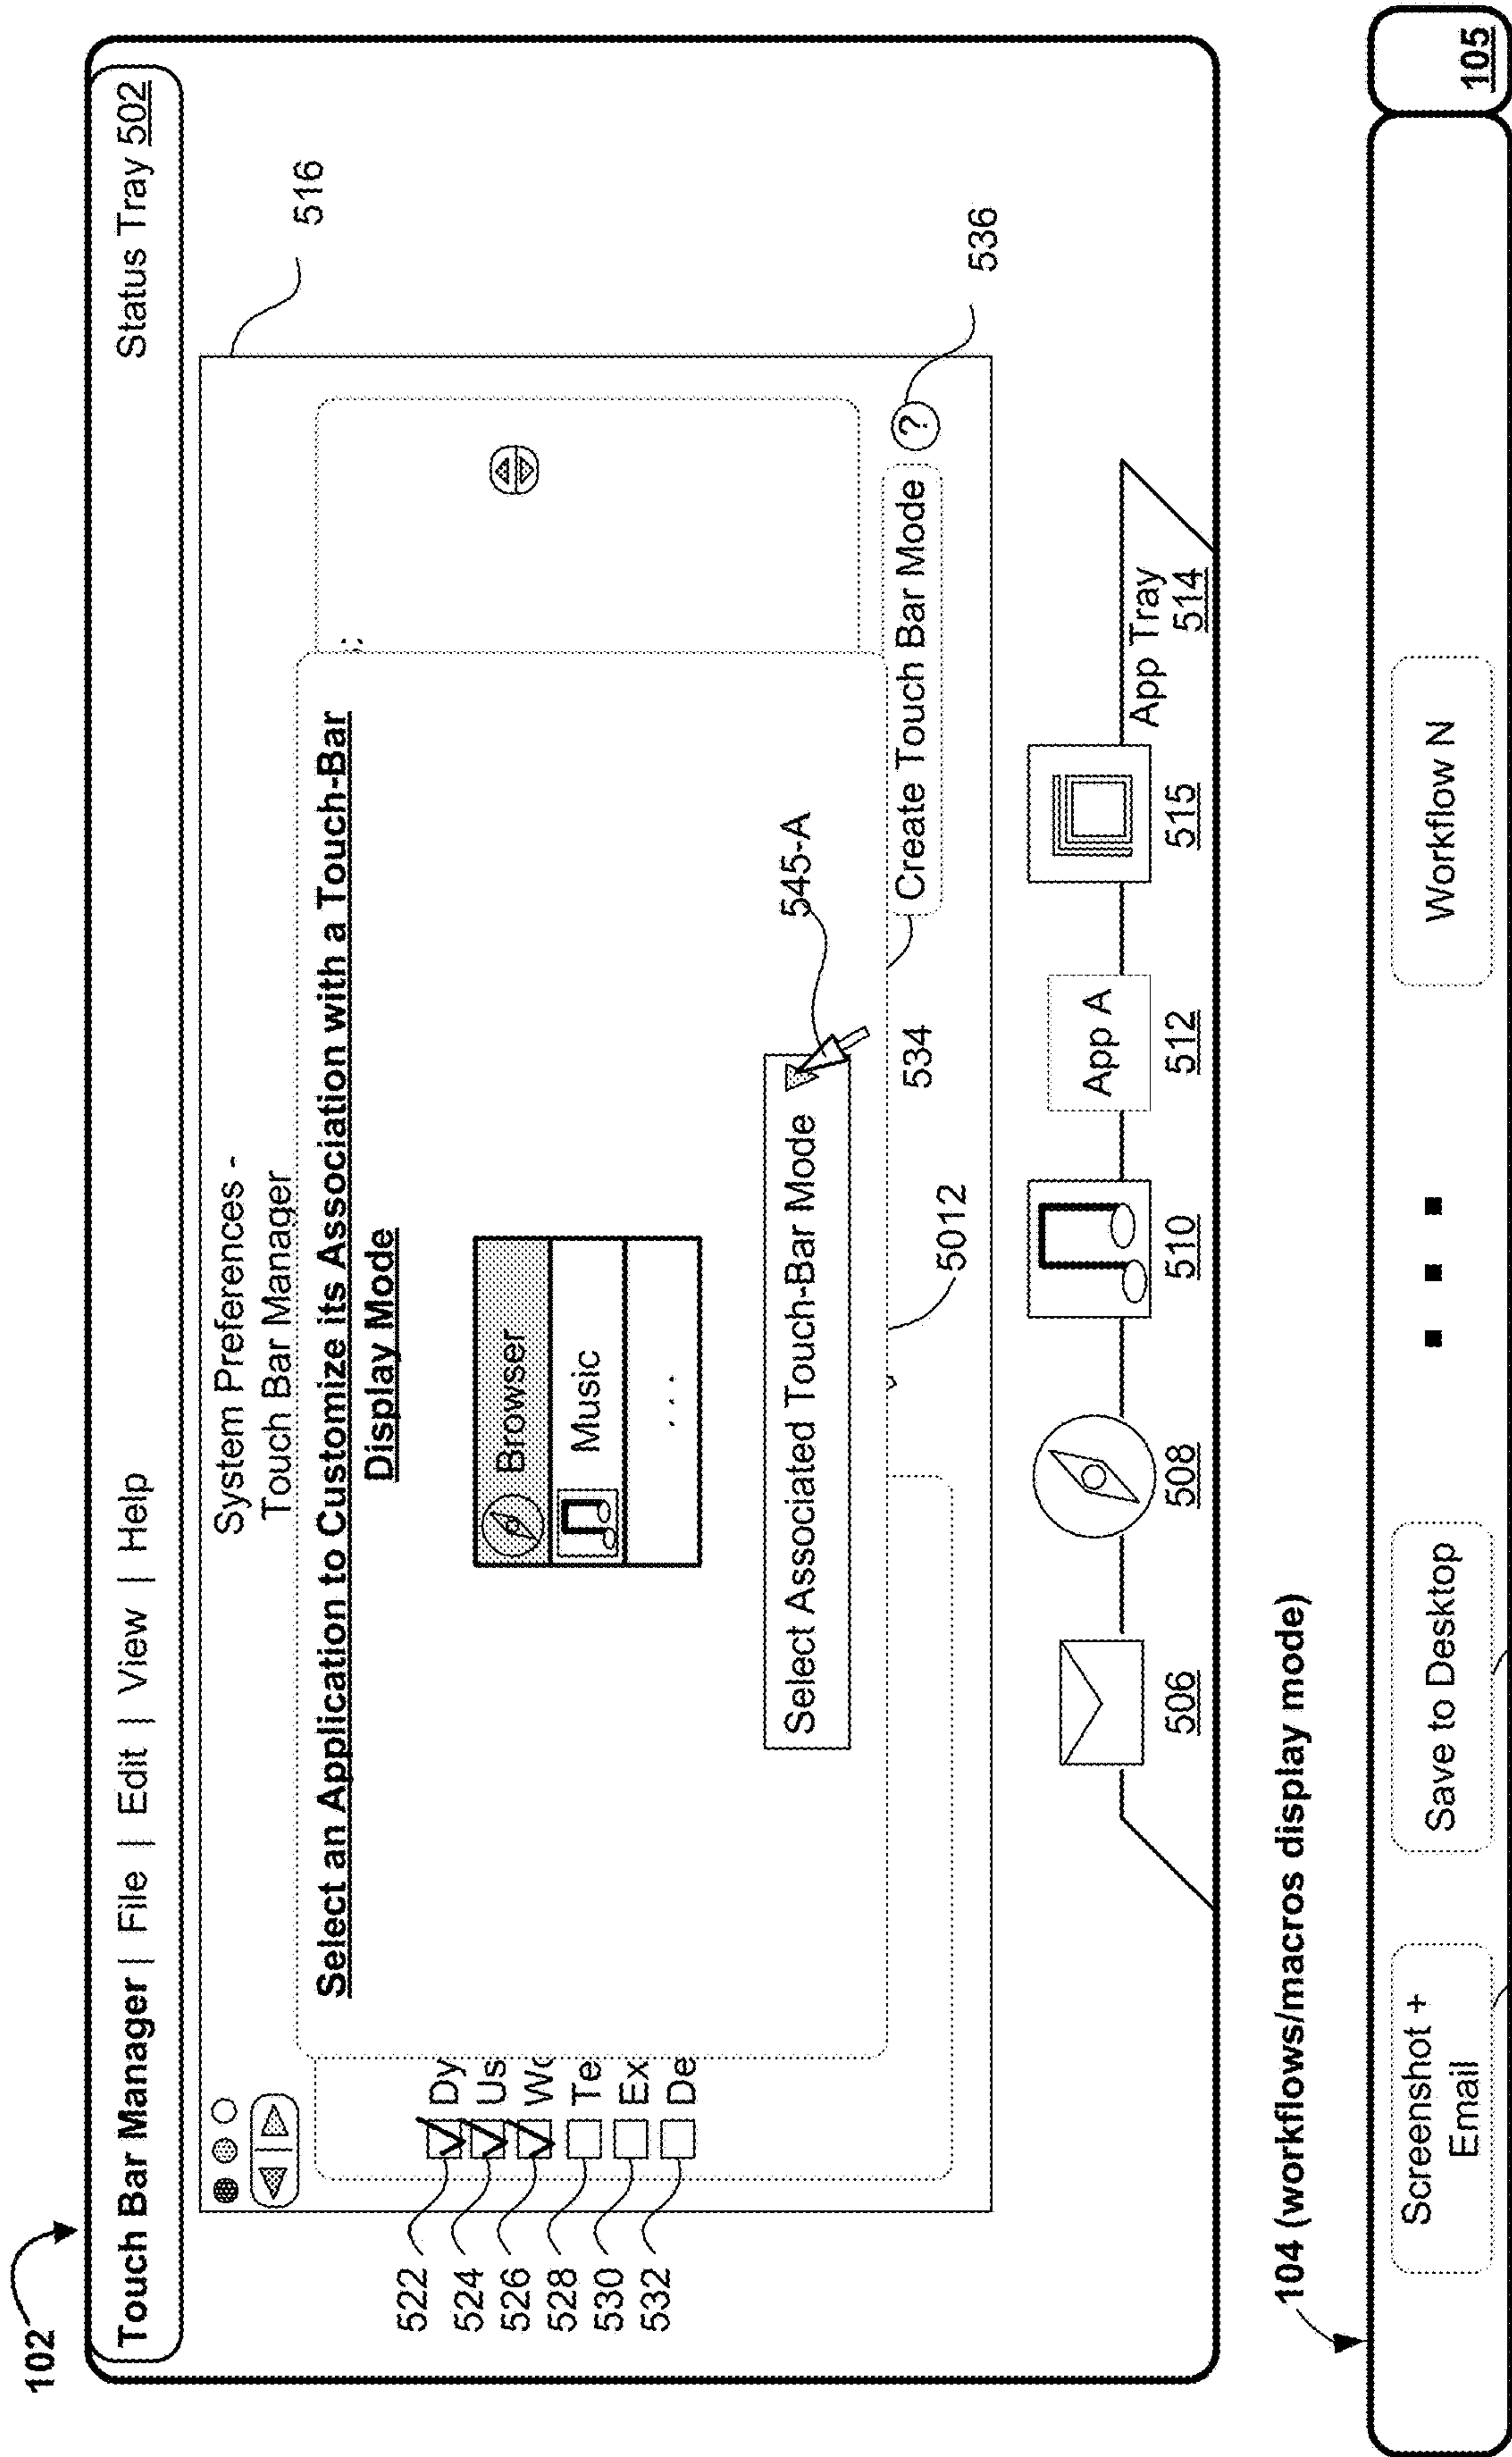 102
Touch Bar Manager | File | Edit | View | Help
Status Tray 502
System Preferences -
Touch Bar Manager
516
Select an Application to Customize its Association with a Touch-Bar
Display Mode
Browser
Music
...
522
Dy
524
Us
526
Wo
528
Te
530
Ex
532
De
Select Associated Touch-Bar Mode
545-A
5012
534
Create Touch Bar Mode
?
536
506
508
510
App A
512
515
App Tray
514
104 (workflows/macros display mode)
Screenshot +
Email
Save to Desktop
Workflow N
105